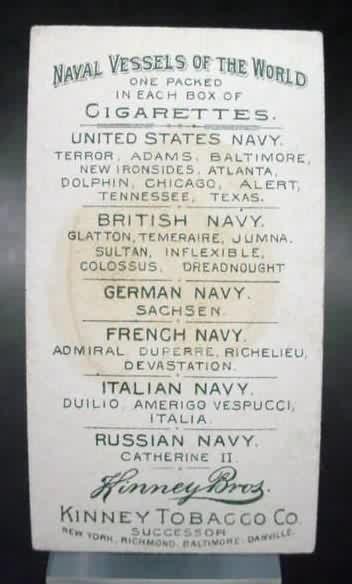 NAVAL VESSELS OF THE WORLD
ONE PACKED
IN EACH BOX OF
CIGARETTES.
UNITED STATES NAVY.
TERROR, ADAMS, BALTIMORE,
NEW IRONSIDES, ATLANTA,
DOLPHIN, CHICAGO, ALERT,
TENNESSEE, TEXAS.
BRITISH NAVY.
GLATTON, TEMERAIRE, JUMNA.
SULTAN, INFLEXIBLE,
COLOSSUS, DREADNOUGHT
GERMAN NAVY.
SACHSEN.
FRENCH NAVY.
ADMIRAL DUPERRE, RICHELIEU,
DEVASTATION.
ITALIAN NAVY.
DUILIO, AMERIGO VESPUCCI,
ITALIA.
RUSSIAN NAVY.
CATHERINE II.
Kinney Bros.
KINNEY TOBACCO CO.
SUCCESSOR
NEW YORK, RICHMOND, BALTIMORE, DANVILLE.